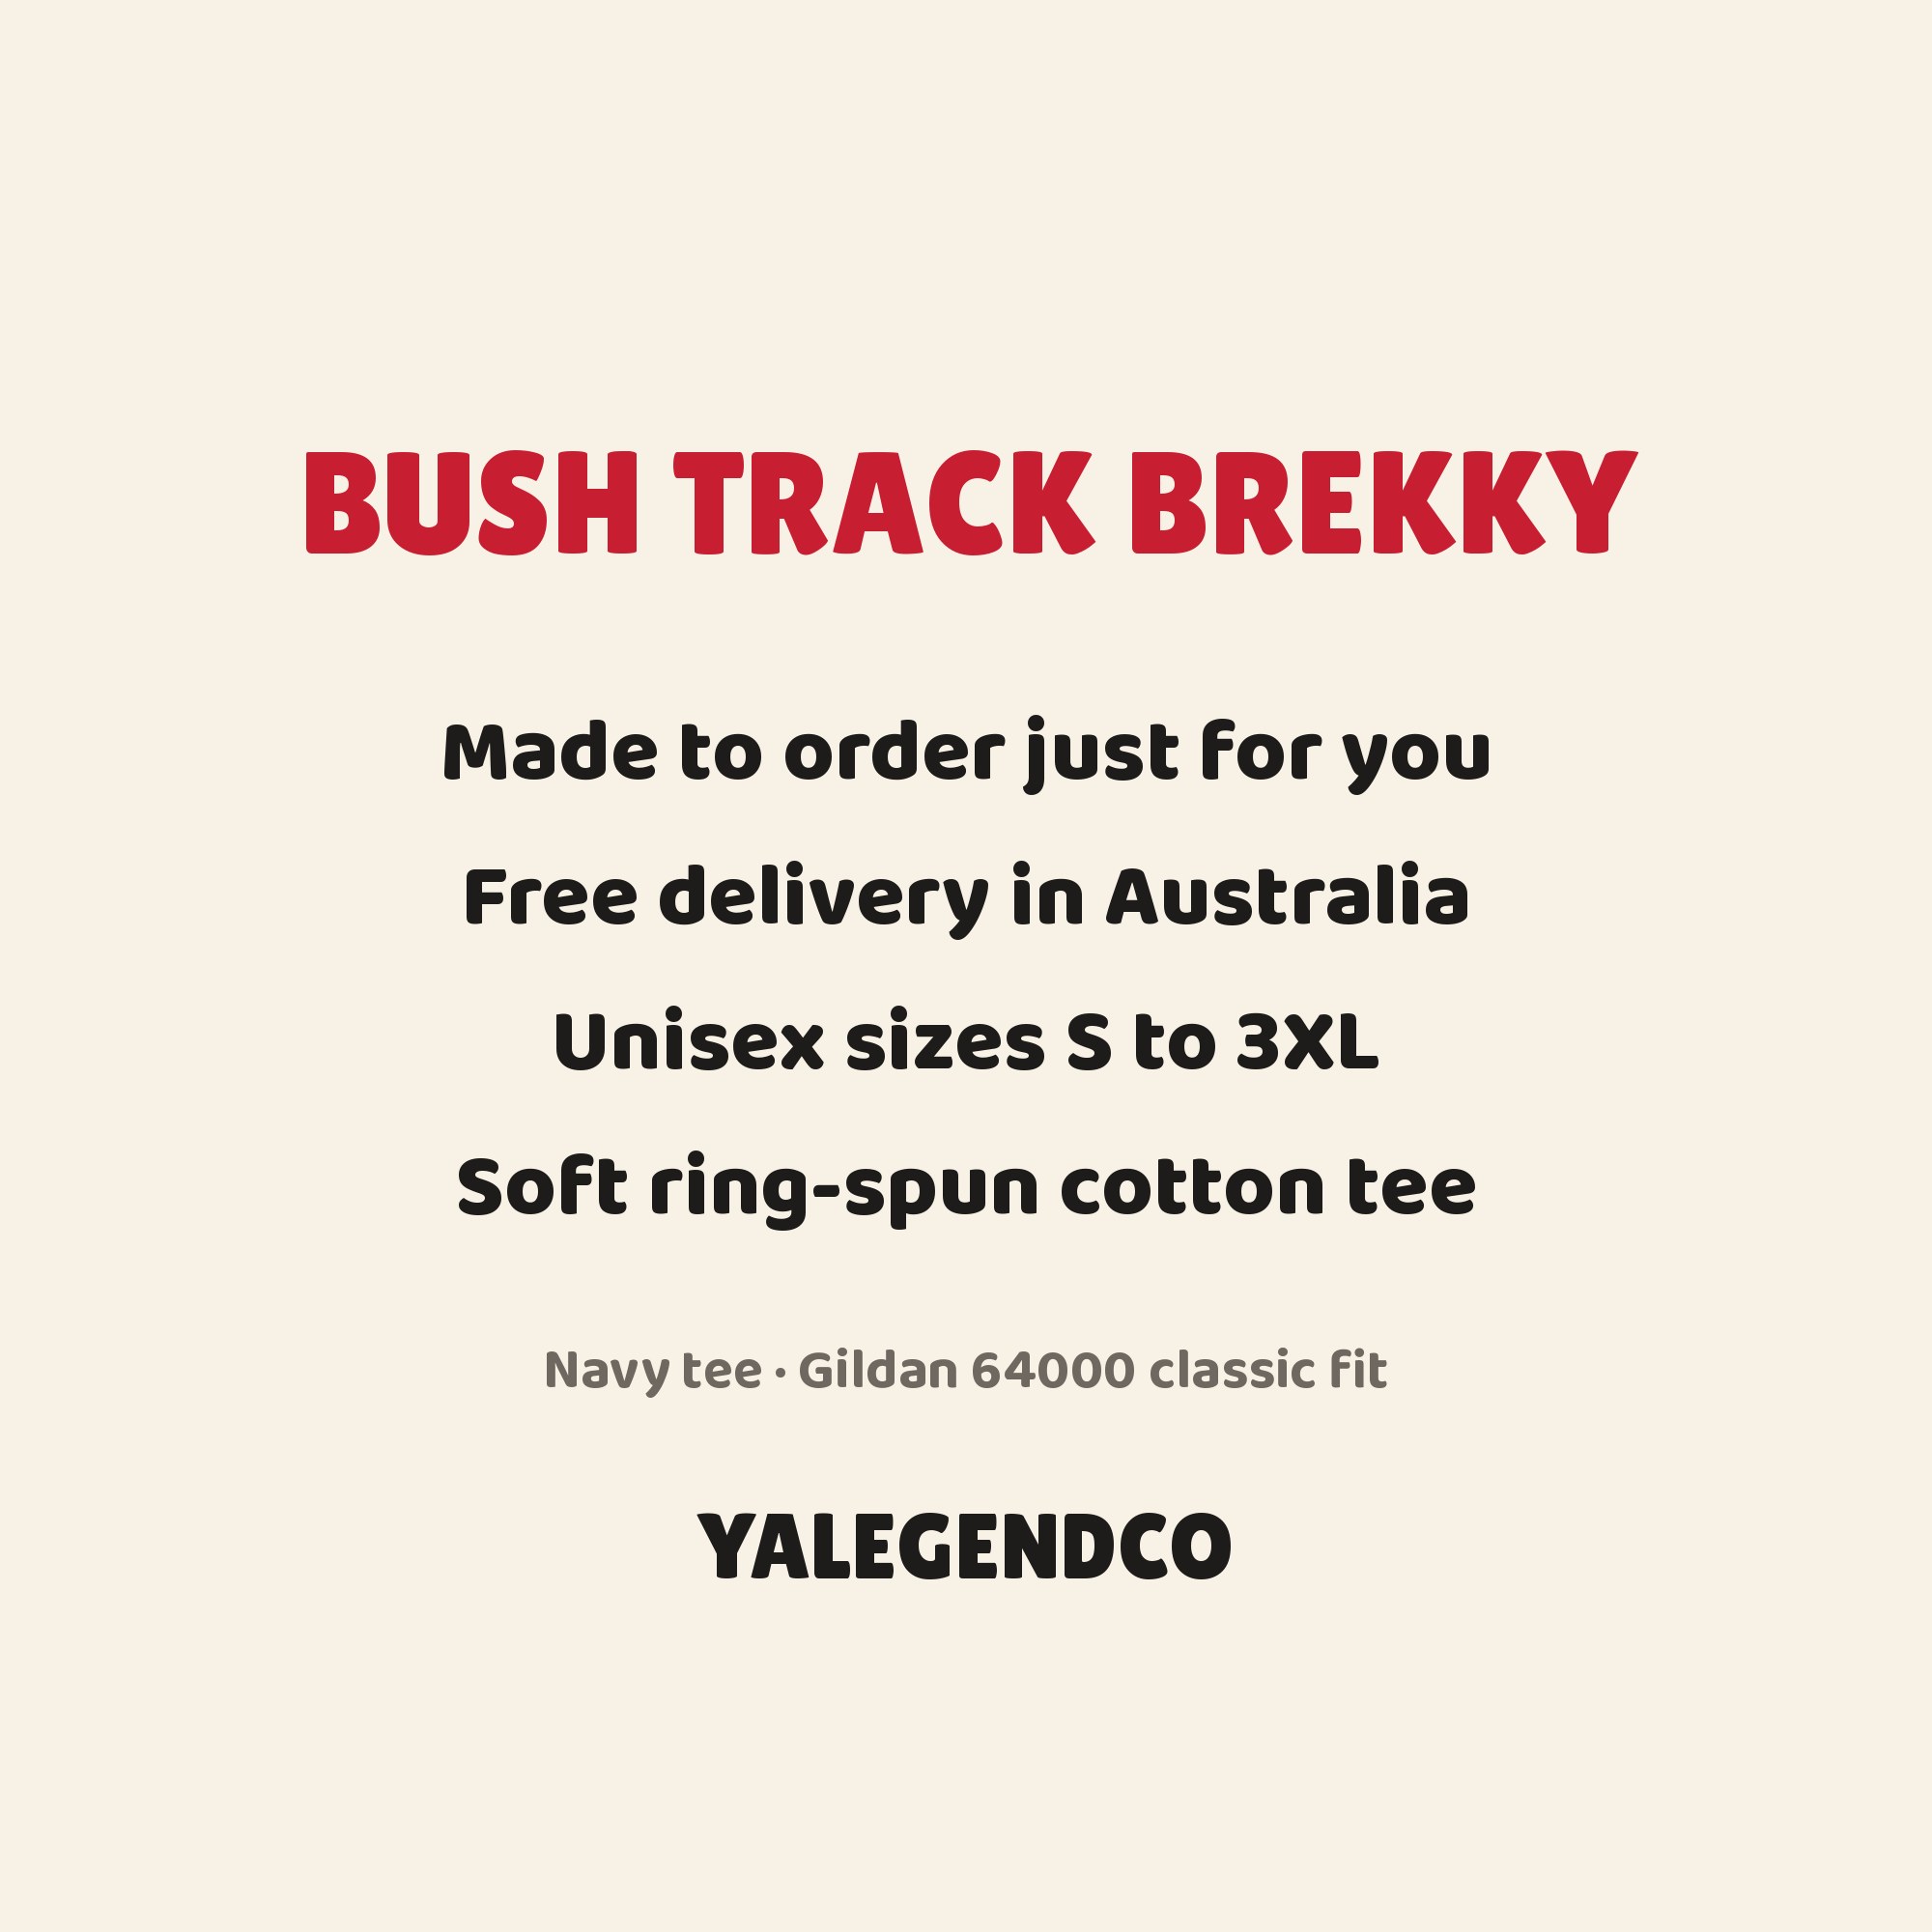 BUSH TRACK BREKKY
Made to order just for you
Free delivery in Australia
Unisex sizes S to 3XL
Soft ring-spun cotton tee
Navy tee · Gildan 64000 classic fit
YALEGENDCO